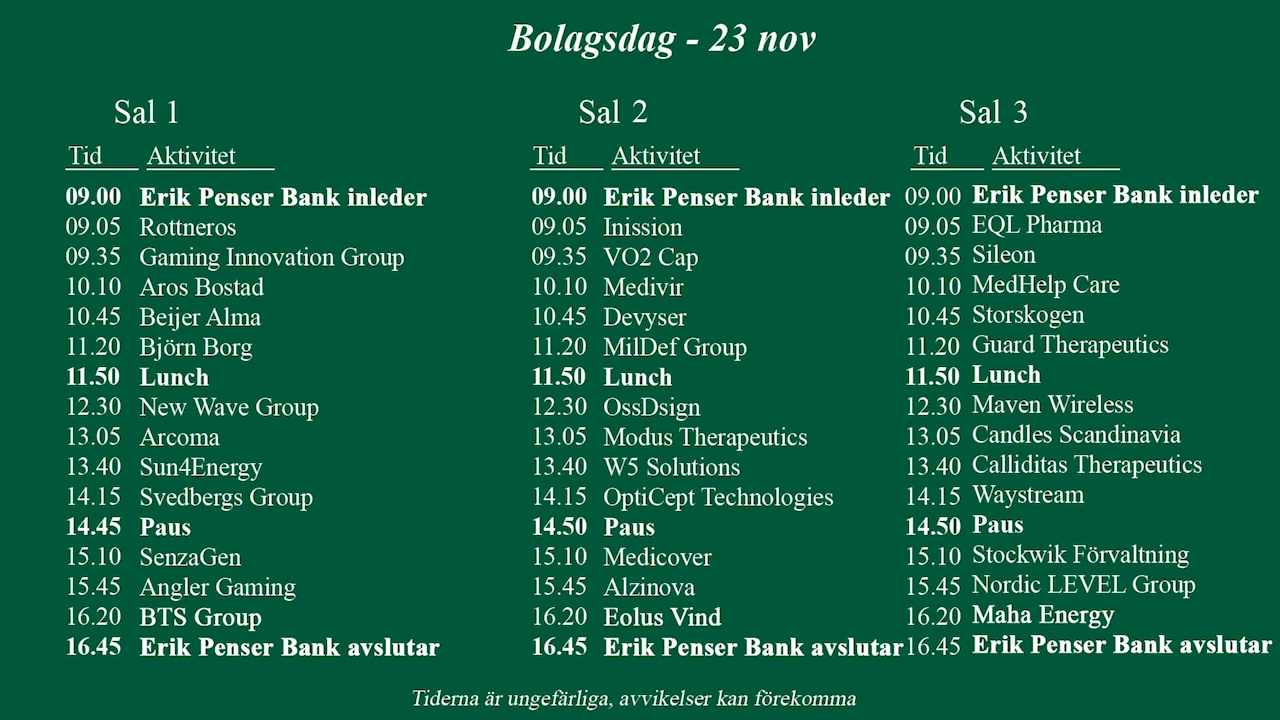 Bolagsdag - 23 nov
Sal 1
Tid Aktivitet
09.00 Erik Penser Bank inleder
09.05 Rottneros
09.35 Gaming Innovation Group
10.10 Aros Bostad
10.45 Beijer Alma
11.20 Björn Borg
11.50 Lunch
12.30 New Wave Group
13.05 Arcoma
13.40 Sun4Energy
14.15 Svedbergs Group
14.45 Paus
15.10 SenzaGen
15.45 Angler Gaming
16.20 BTS Group
16.45 Erik Penser Bank avslutar
Sal 2
Tid Aktivitet
09.00 Erik Penser Bank inleder
09.05 Inission
09.35 VO2 Cap
10.10 Medivir
10.45 Devyser
11.20 MilDef Group
11.50 Lunch
12.30 OssDsign
13.05 Modus Therapeutics
13.40 W5 Solutions
14.15 OptiCept Technologies
14.50 Paus
15.10 Medicover
15.45 Alzinova
16.20 Eolus Vind
16.45 Erik Penser Bank avslutar
Sal 3
Tid Aktivitet
09.00 Erik Penser Bank inleder
09.05 EQL Pharma
09.35 Sileon
10.10 MedHelp Care
10.45 Storskogen
11.20 Guard Therapeutics
11.50 Lunch
12.30 Maven Wireless
13.05 Candles Scandinavia
13.40 Calliditas Therapeutics
14.15 Waystream
14.50 Paus
15.10 Stockwik Förvaltning
15.45 Nordic LEVEL Group
16.20 Maha Energy
16.45 Erik Penser Bank avslutar
Tiderna är ungefärliga, avvikelser kan förekomma